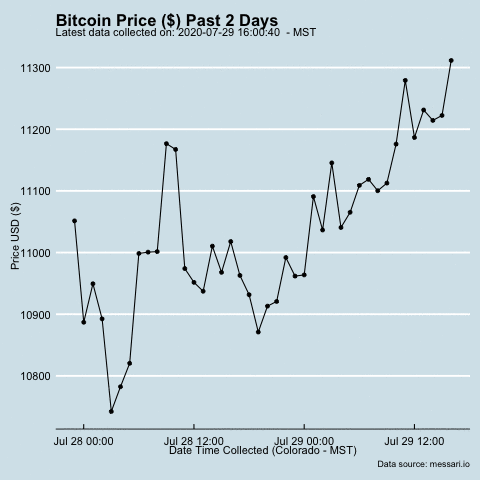 Bitcoin Price ($) Past 2 Days
Latest data collected on: 2020-07-29 16:00:40  - MST
Price USD ($)
11300
11200
11100
11000
10900
10800
Jul 28 00:00
Jul 28 12:00
Jul 29 00:00
Jul 29 12:00
Date Time Collected (Colorado - MST)
Data source: messari.io